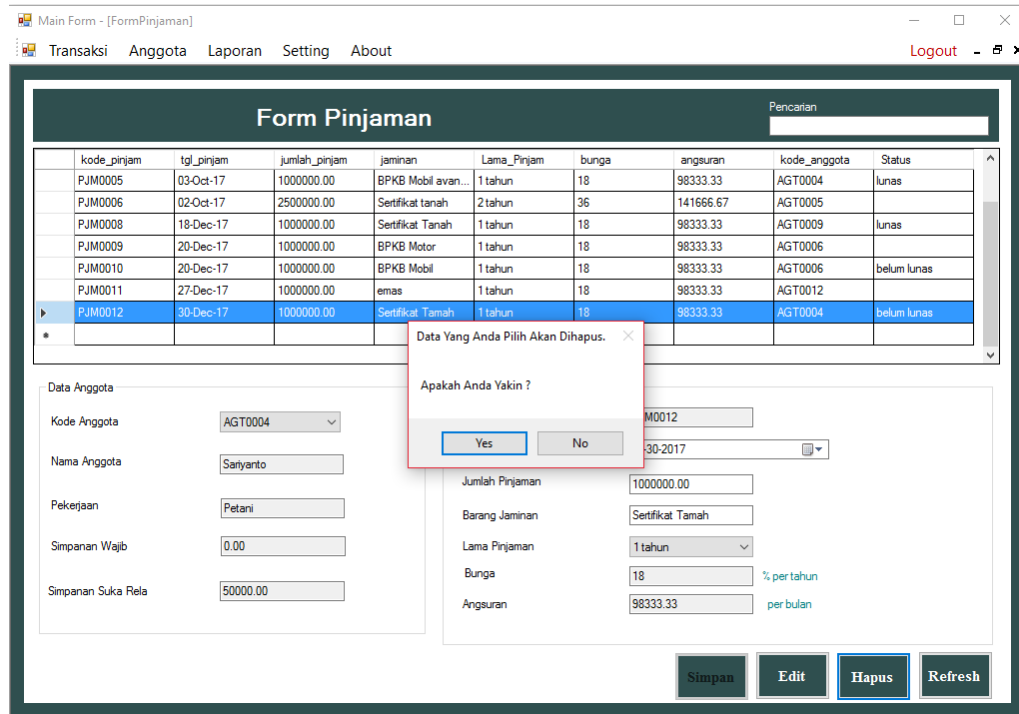 Main Form - [FormPinjaman]
Transaksi Anggota Laporan Setting About Logout
Form Pinjaman
Pencarian
kode_pinjam tgl_pinjam jumlah_pinjam jaminan Lama_Pinjam bunga angsuran kode_anggota Status
PJM0005 03-Oct-17 1000000.00 BPKB Mobil avan... 1 tahun 18 98333.33 AGT0004 lunas
PJM0006 02-Oct-17 2500000.00 Sertifikat tanah 2 tahun 36 141666.67 AGT0005
PJM0008 18-Dec-17 1000000.00 Sertifikat Tanah 1 tahun 18 98333.33 AGT0009 lunas
PJM0009 20-Dec-17 1000000.00 BPKB Motor 1 tahun 18 98333.33 AGT0006
PJM0010 20-Dec-17 1000000.00 BPKB Mobil 1 tahun 18 98333.33 AGT0006 belum lunas
PJM0011 27-Dec-17 1000000.00 emas 1 tahun 18 98333.33 AGT0012
PJM0012 30-Dec-17 1000000.00 Sertifikat Tamah 1 tahun 18 98333.33 AGT0004 belum lunas
Data Yang Anda Pilih Akan Dihapus.
Apakah Anda Yakin ?
Yes No
Data Anggota
Kode Anggota AGT0004
Nama Anggota Sariyanto
Pekerjaan Petani
Simpanan Wajib 0.00
Simpanan Suka Rela 50000.00
M0012
-30-2017
Jumlah Pinjaman 1000000.00
Barang Jaminan Sertifikat Tamah
Lama Pinjaman 1 tahun
Bunga 18 % per tahun
Angsuran 98333.33 per bulan
Simpan Edit Hapus Refresh